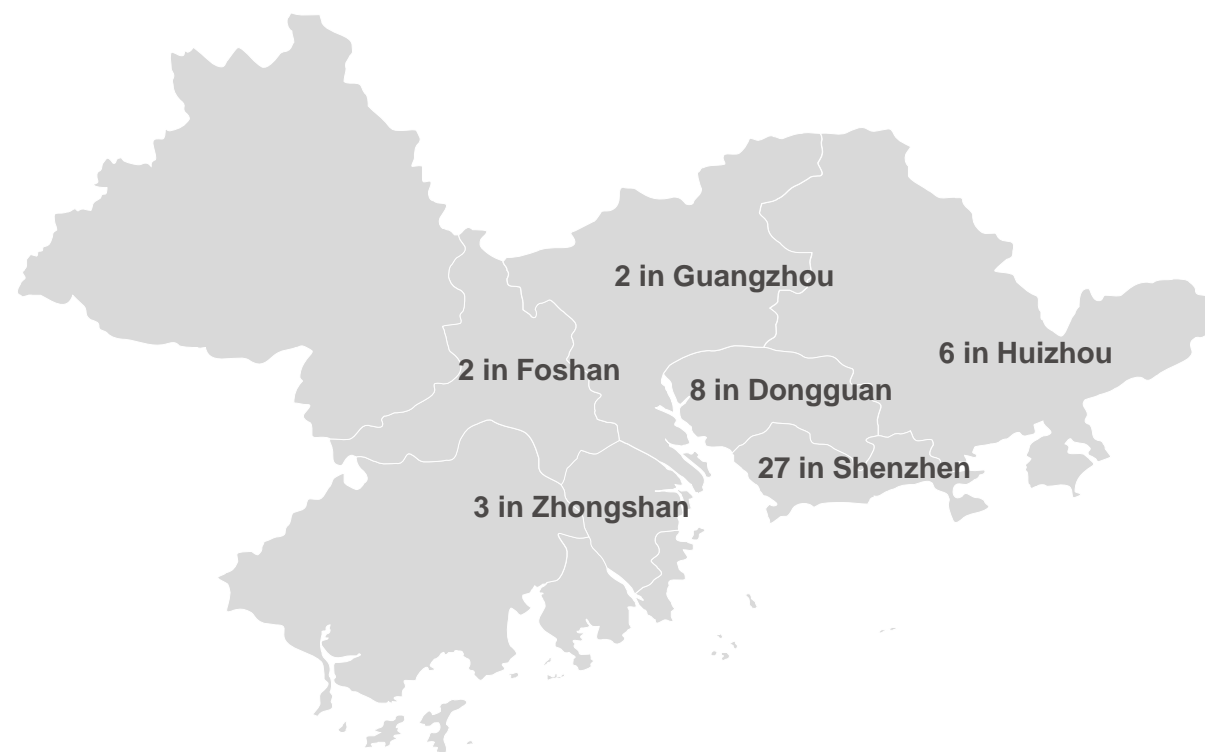 2 in Guangzhou
6 in Huizhou
2 in Foshan
8 in Dongguan
27 in Shenzhen
3 in Zhongshan